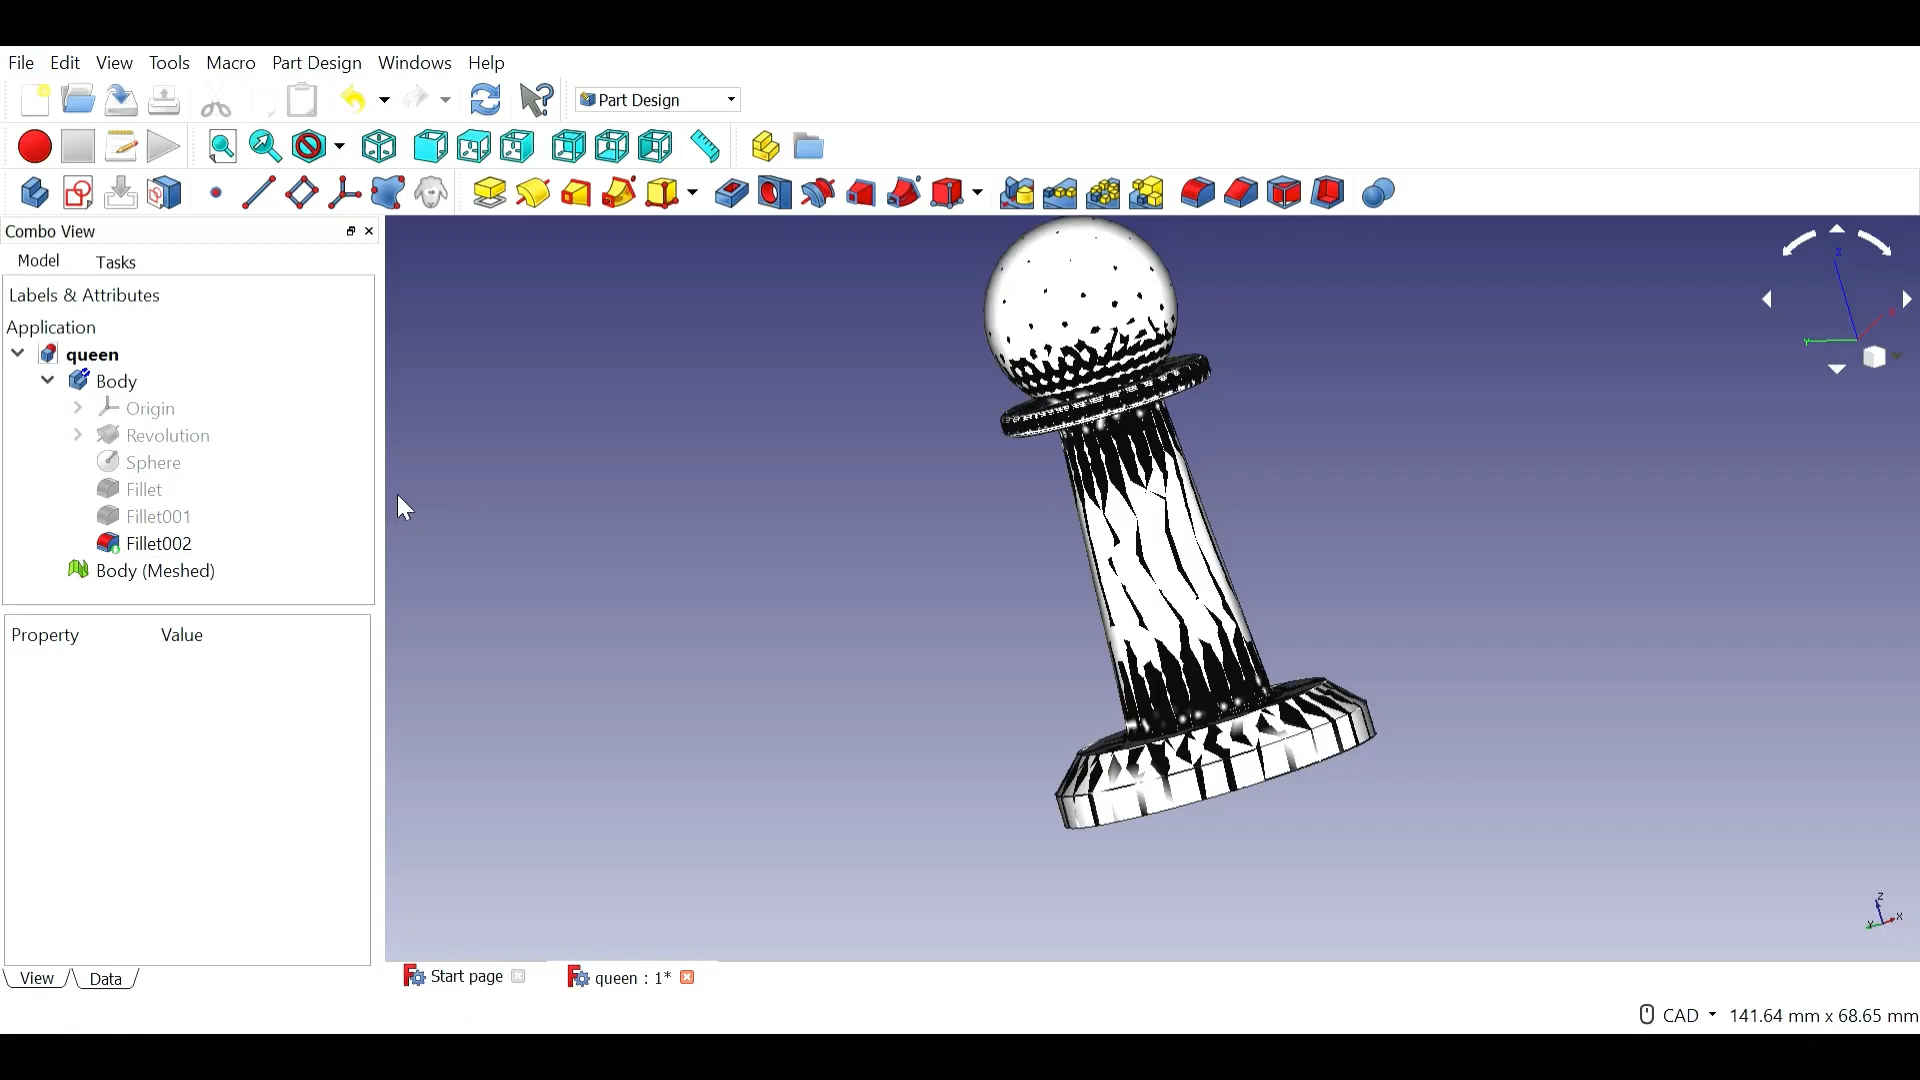 File Edit View Tools Macro Part Design Windows Help
Part Design
Combo View
Model Tasks
Labels & Attributes
Application
queen
Body
Origin
Revolution
Sphere
Fillet
Fillet001
Fillet002
Body (Meshed)
Property Value
View Data
Start page queen : 1*
Z
X
Y
Z
X
Y
CAD 141.64 mm x 68.65 mm